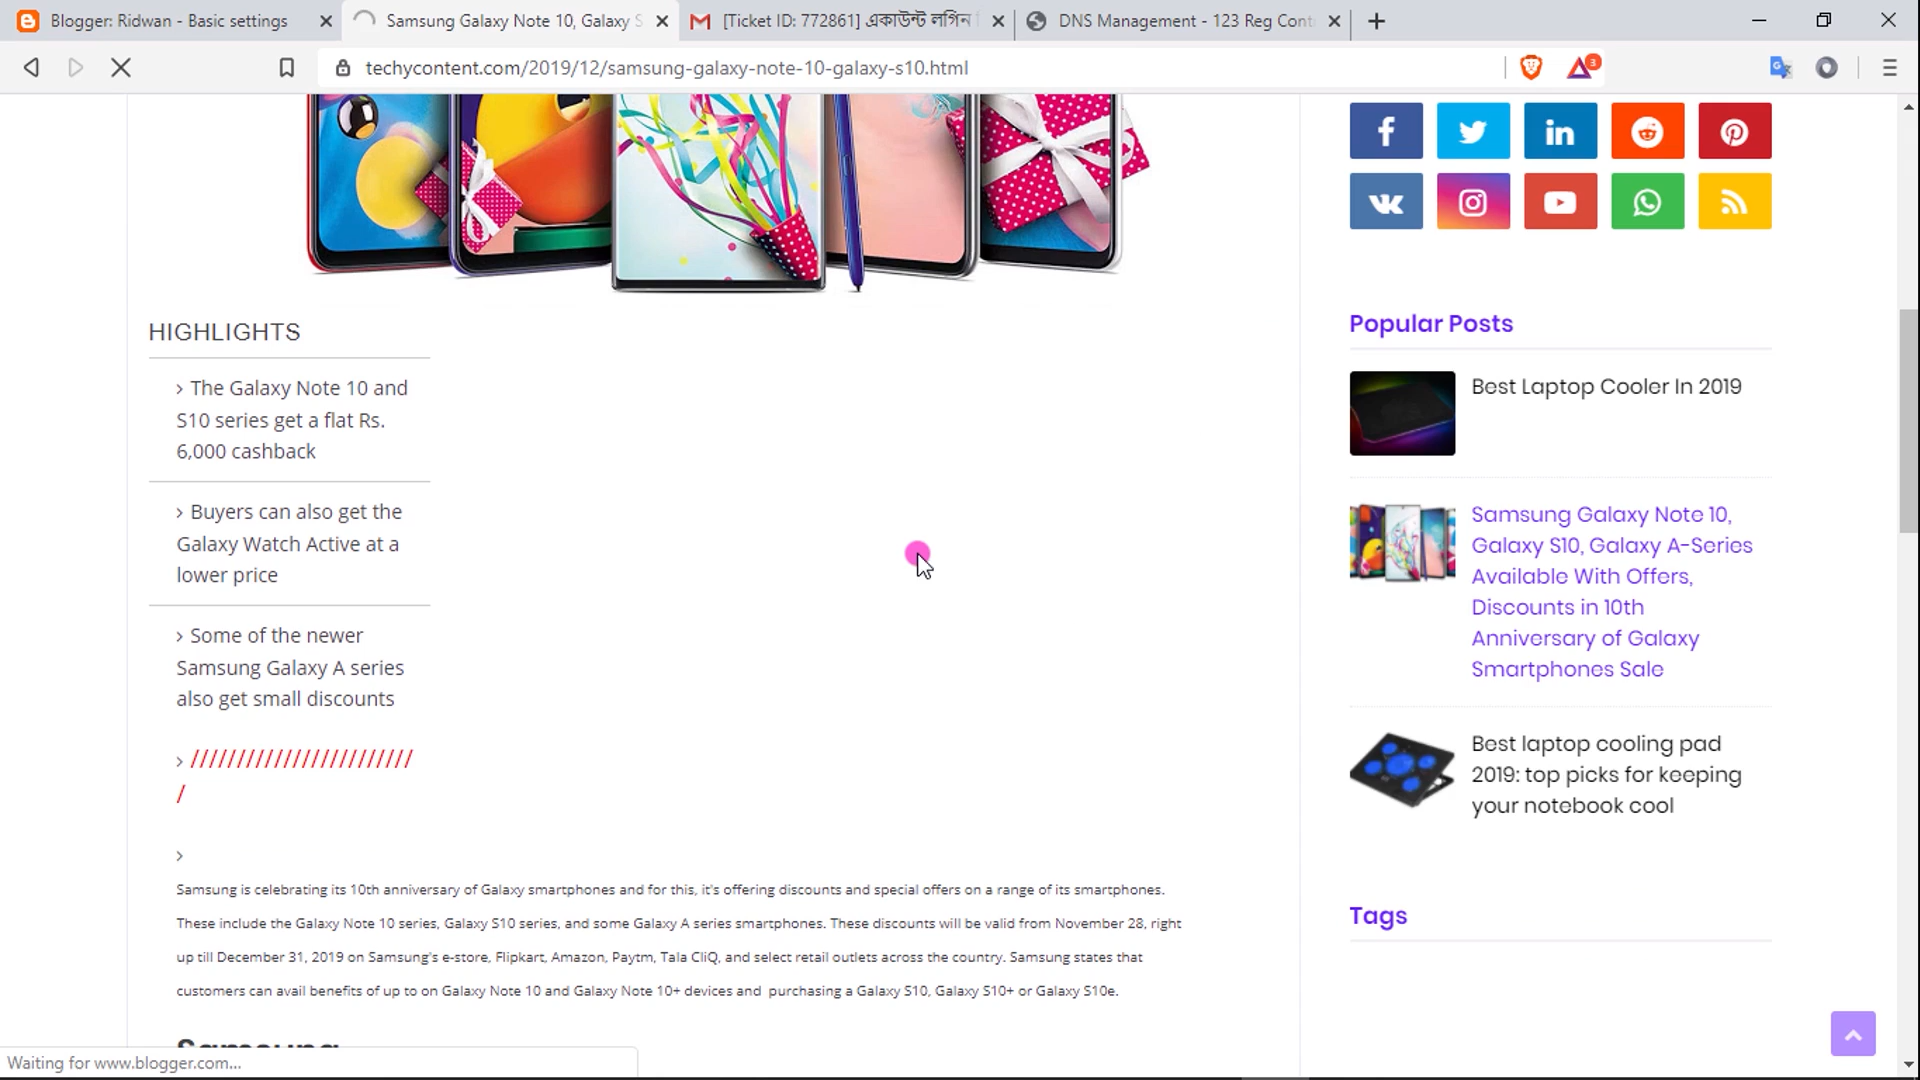 Blogger: Ridwan - Basic settings
Samsung Galaxy Note 10, Galaxy S
[Ticket ID: 772861] একাউন্ট লগিন
DNS Management - 123 Reg Cont
techycontent.com/2019/12/samsung-galaxy-note-10-galaxy-s10.html
3
HIGHLIGHTS
The Galaxy Note 10 and
S10 series get a flat Rs.
6,000 cashback
Buyers can also get the
Galaxy Watch Active at a
lower price
Some of the newer
Samsung Galaxy A series
also get small discounts
////////////////////////
/
Samsung is celebrating its 10th anniversary of Galaxy smartphones and for this, it's offering discounts and special offers on a range of its smartphones.
These include the Galaxy Note 10 series, Galaxy S10 series, and some Galaxy A series smartphones. These discounts will be valid from November 28, right
up till December 31, 2019 on Samsung's e-store, Flipkart, Amazon, Paytm, Tala CliQ, and select retail outlets across the country. Samsung states that
customers can avail benefits of up to on Galaxy Note 10 and Galaxy Note 10+ devices and purchasing a Galaxy S10, Galaxy S10+ or Galaxy S10e.
Samsung
Popular Posts
Best Laptop Cooler In 2019
Samsung Galaxy Note 10,
Galaxy S10, Galaxy A-Series
Available With Offers,
Discounts in 10th
Anniversary of Galaxy
Smartphones Sale
Best laptop cooling pad
2019: top picks for keeping
your notebook cool
Tags
Waiting for www.blogger.com...